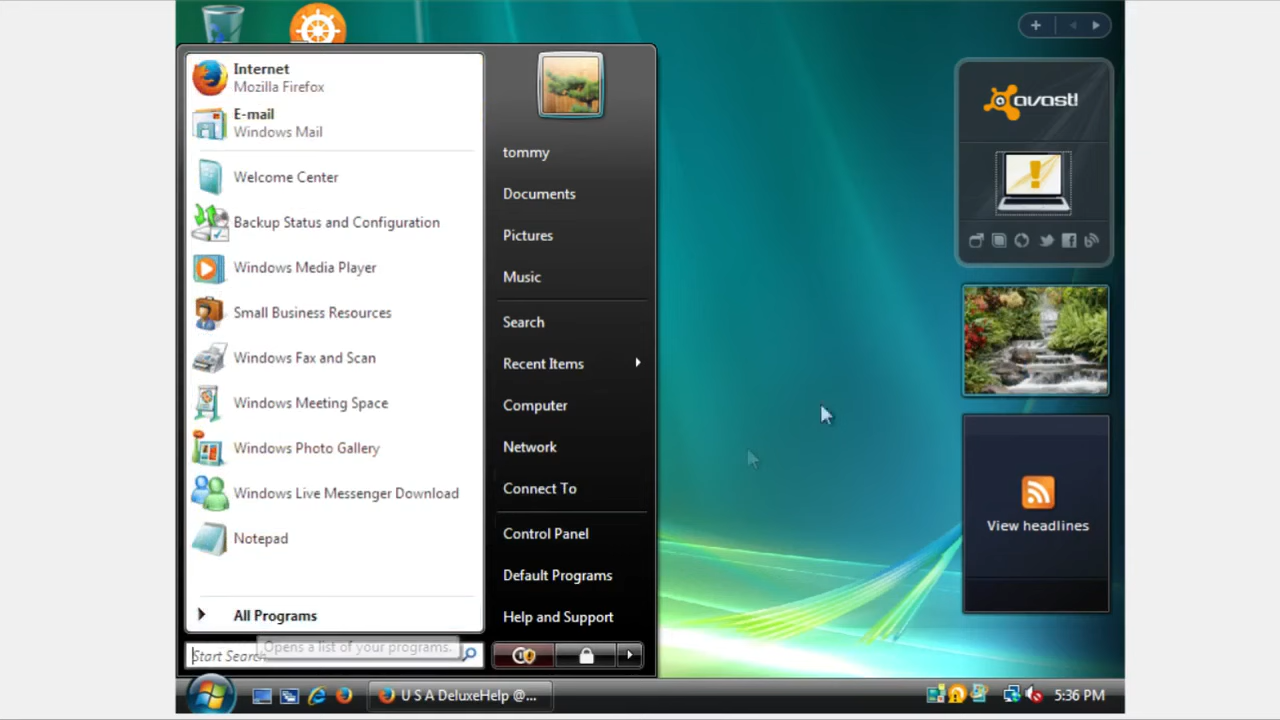 Internet
Mozilla Firefox
E-mail
Windows Mail
Welcome Center
Backup Status and Configuration
Windows Media Player
Small Business Resources
Windows Fax and Scan
Windows Meeting Space
Windows Photo Gallery
Windows Live Messenger Download
Notepad
All Programs
Opens a list of your programs.
Start Search
tommy
Documents
Pictures
Music
Search
Recent Items
Computer
Network
Connect To
Control Panel
Default Programs
Help and Support
avast!
View headlines
U S A DeluxeHelp @...
5:36 PM